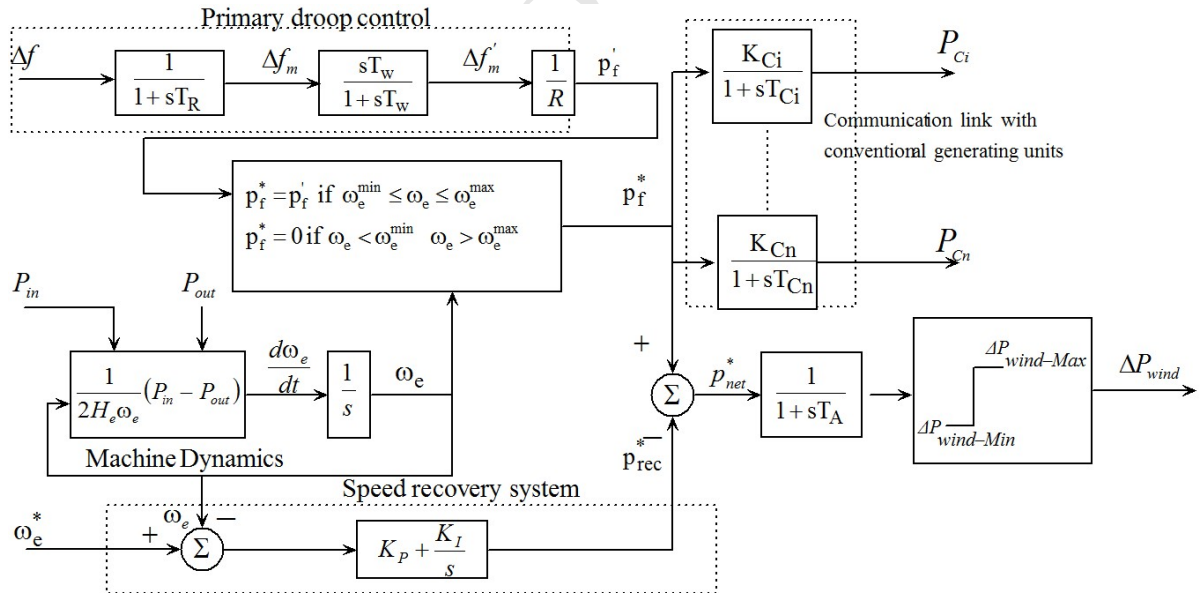 Primary droop control
Δf
1
1 + sT_R
Δf_m
sT_w
1 + sT_w
Δf'_m
1
R
p'_f
K_Ci
1 + sT_Ci
P_Ci
Communication link with
conventional generating units
p*_f = p'_f if ω_e^min ≤ ω_e ≤ ω_e^max
p*_f = 0 if ω_e < ω_e^min ω_e > ω_e^max
p*_f
K_Cn
1 + sT_Cn
P_Cn
P_in
P_out
1
2H_e ω_e
(P_in − P_out)
dω_e
dt
1
s
ω_e
Machine Dynamics
+
Σ
p*_net
1
1 + sT_A
ΔP_wind–Max
ΔP_wind–Min
ΔP_wind
−
p*_rec
Speed recovery system
ω*_e
+
ω_e
−
Σ
K_P + K_I
s